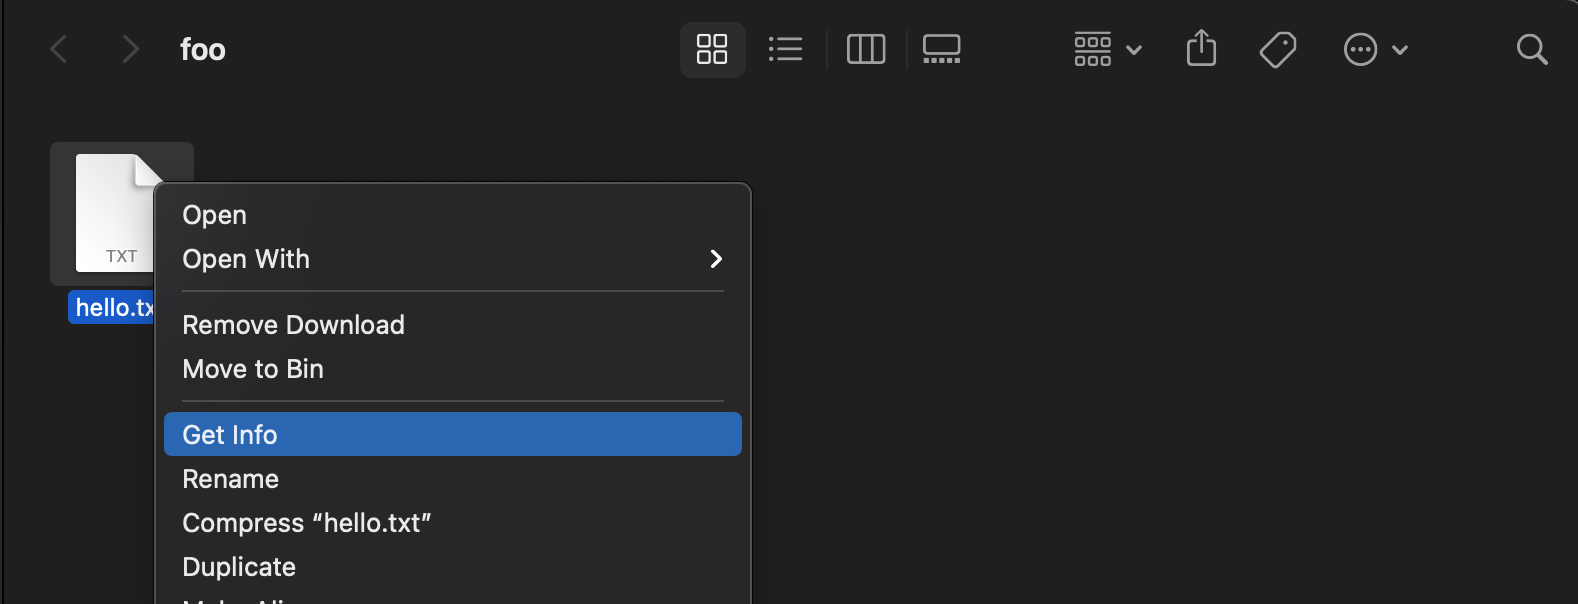 foo
TXT
hello.tx
Open
Open With
Remove Download
Move to Bin
Get Info
Rename
Compress “hello.txt”
Duplicate